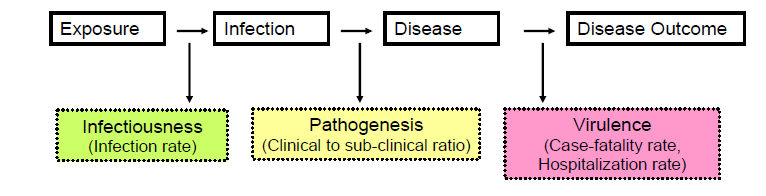 Exposure
Infection
Disease
Disease Outcome
Infectiousness
(Infection rate)
Pathogenesis
(Clinical to sub-clinical ratio)
Virulence
(Case-fatality rate,
Hospitalization rate)